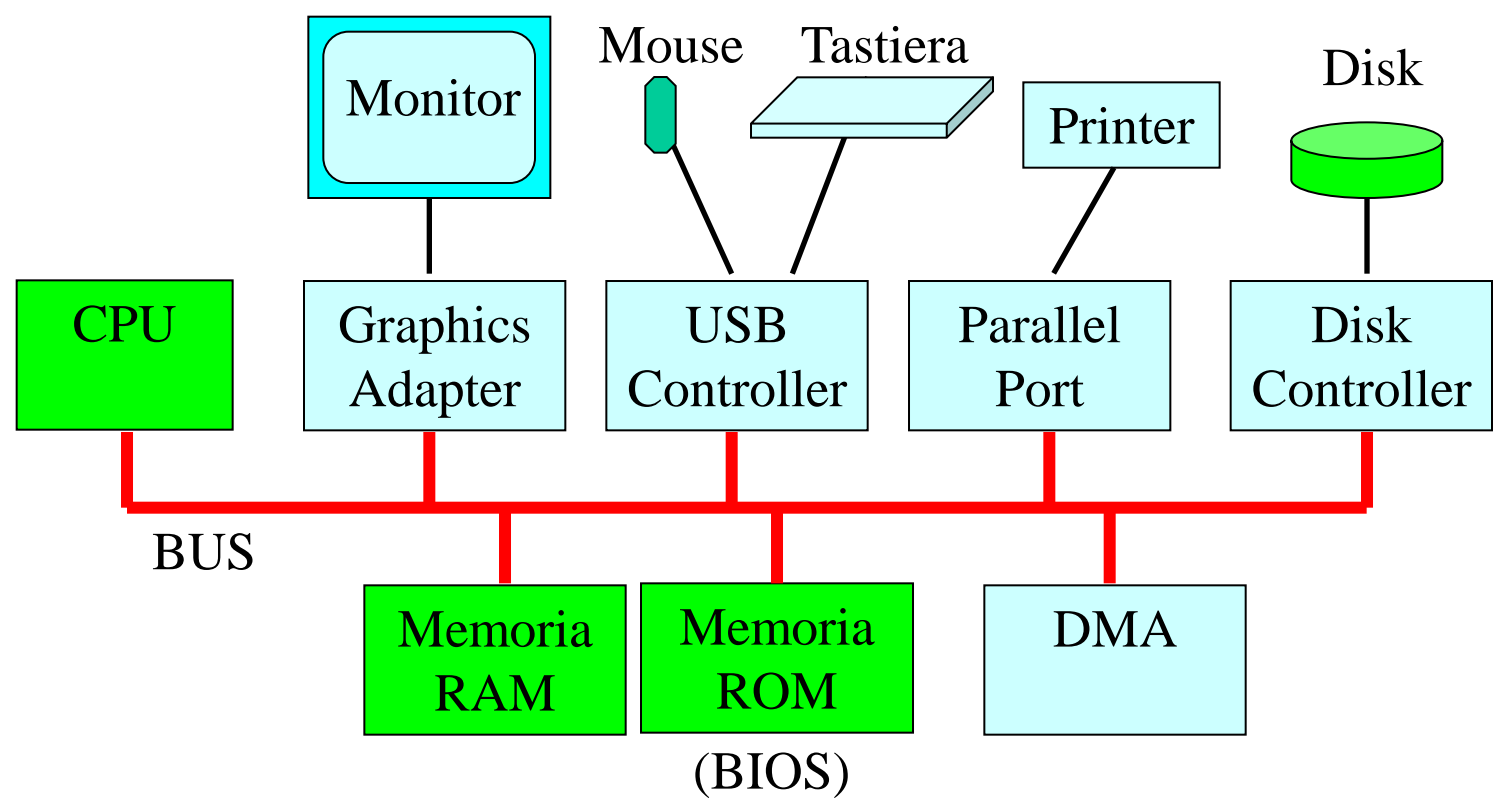 Mouse
Tastiera
Disk
Monitor
Printer
CPU
Graphics
Adapter
USB
Controller
Parallel
Port
Disk
Controller
BUS
Memoria
RAM
Memoria
ROM
DMA
(BIOS)